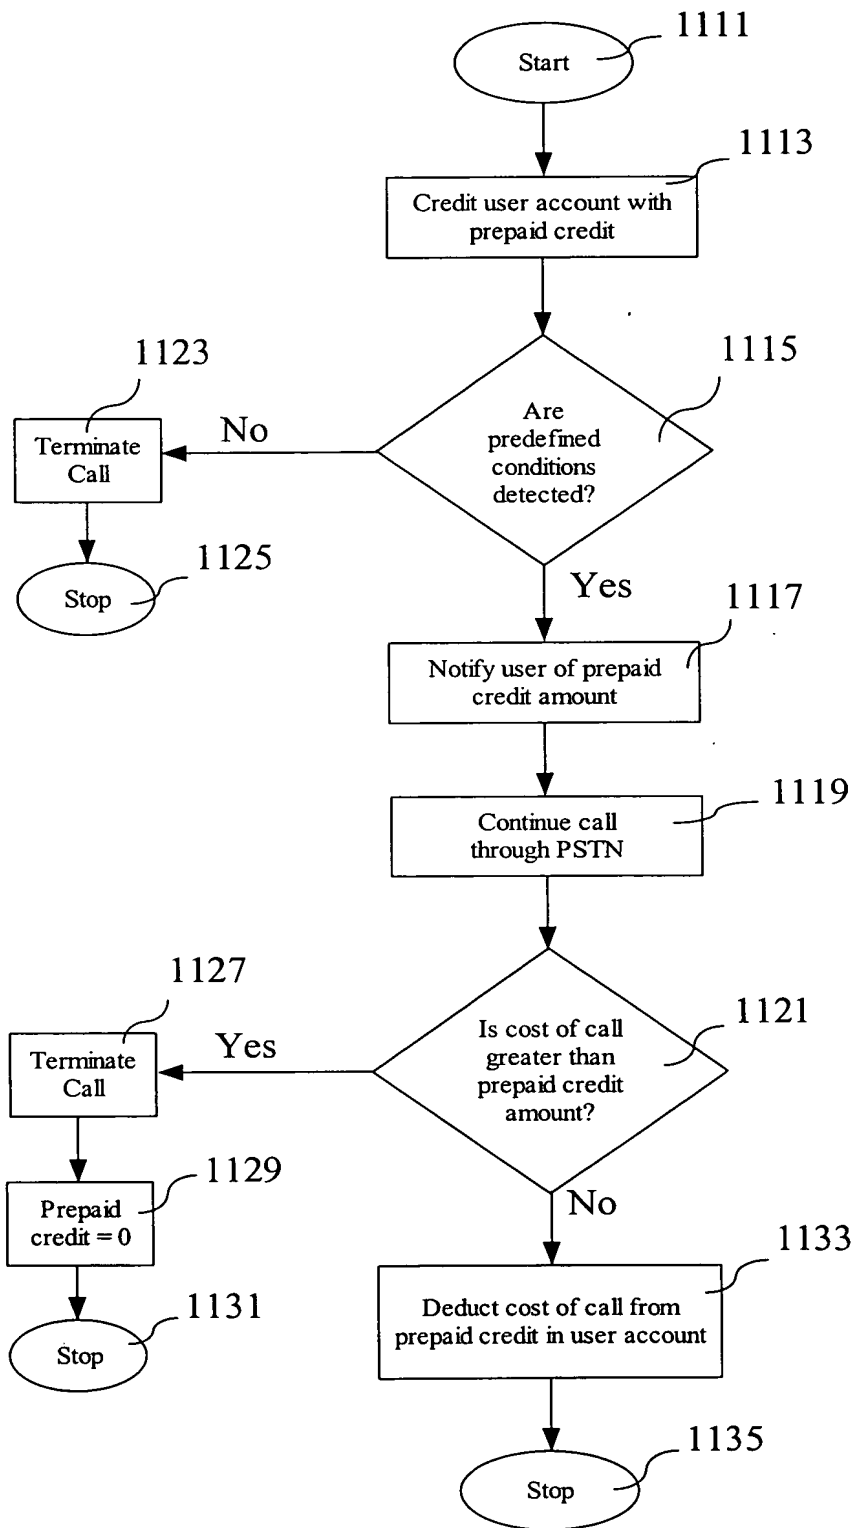 1111
Start
1113
Credit user account with
prepaid credit
1115
Are
predefined
conditions
detected?
No
1123
Terminate
Call
1125
Stop
Yes
1117
Notify user of prepaid
credit amount
1119
Continue call
through PSTN
1121
Is cost of call
greater than
prepaid credit
amount?
Yes
1127
Terminate
Call
1129
Prepaid
credit = 0
1131
Stop
No
1133
Deduct cost of call from
prepaid credit in user account
1135
Stop